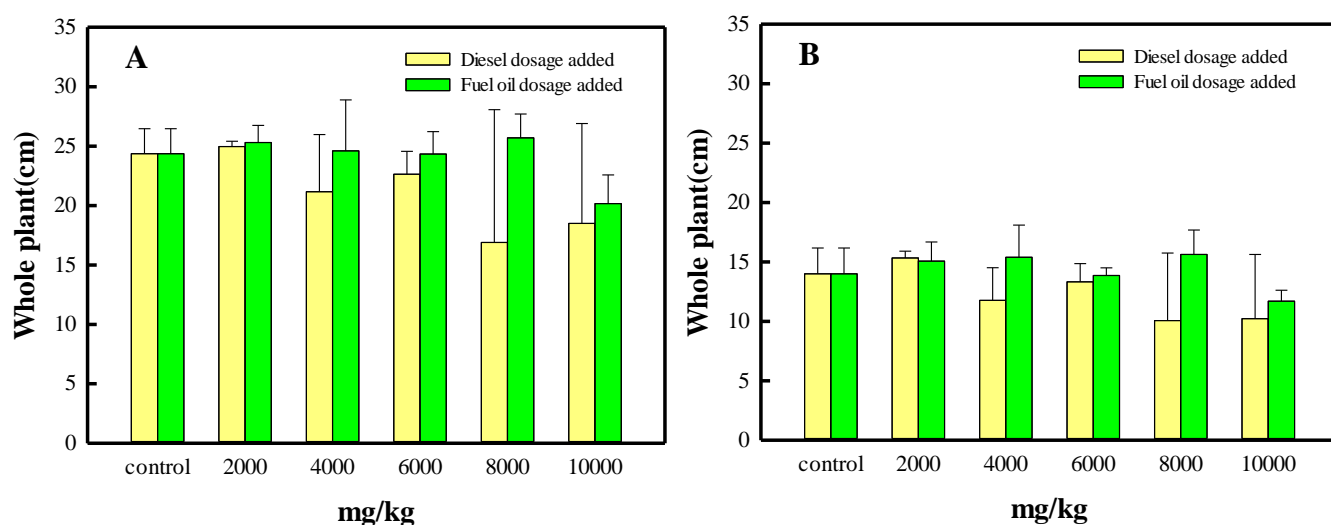 A
Diesel dosage added
Fuel oil dosage added
Whole plant(cm)
35
30
25
20
15
10
5
0
control 2000 4000 6000 8000 10000
mg/kg
B
Diesel dosage added
Fuel oil dosage added
Whole plant(cm)
35
30
25
20
15
10
5
0
control 2000 4000 6000 8000 10000
mg/kg